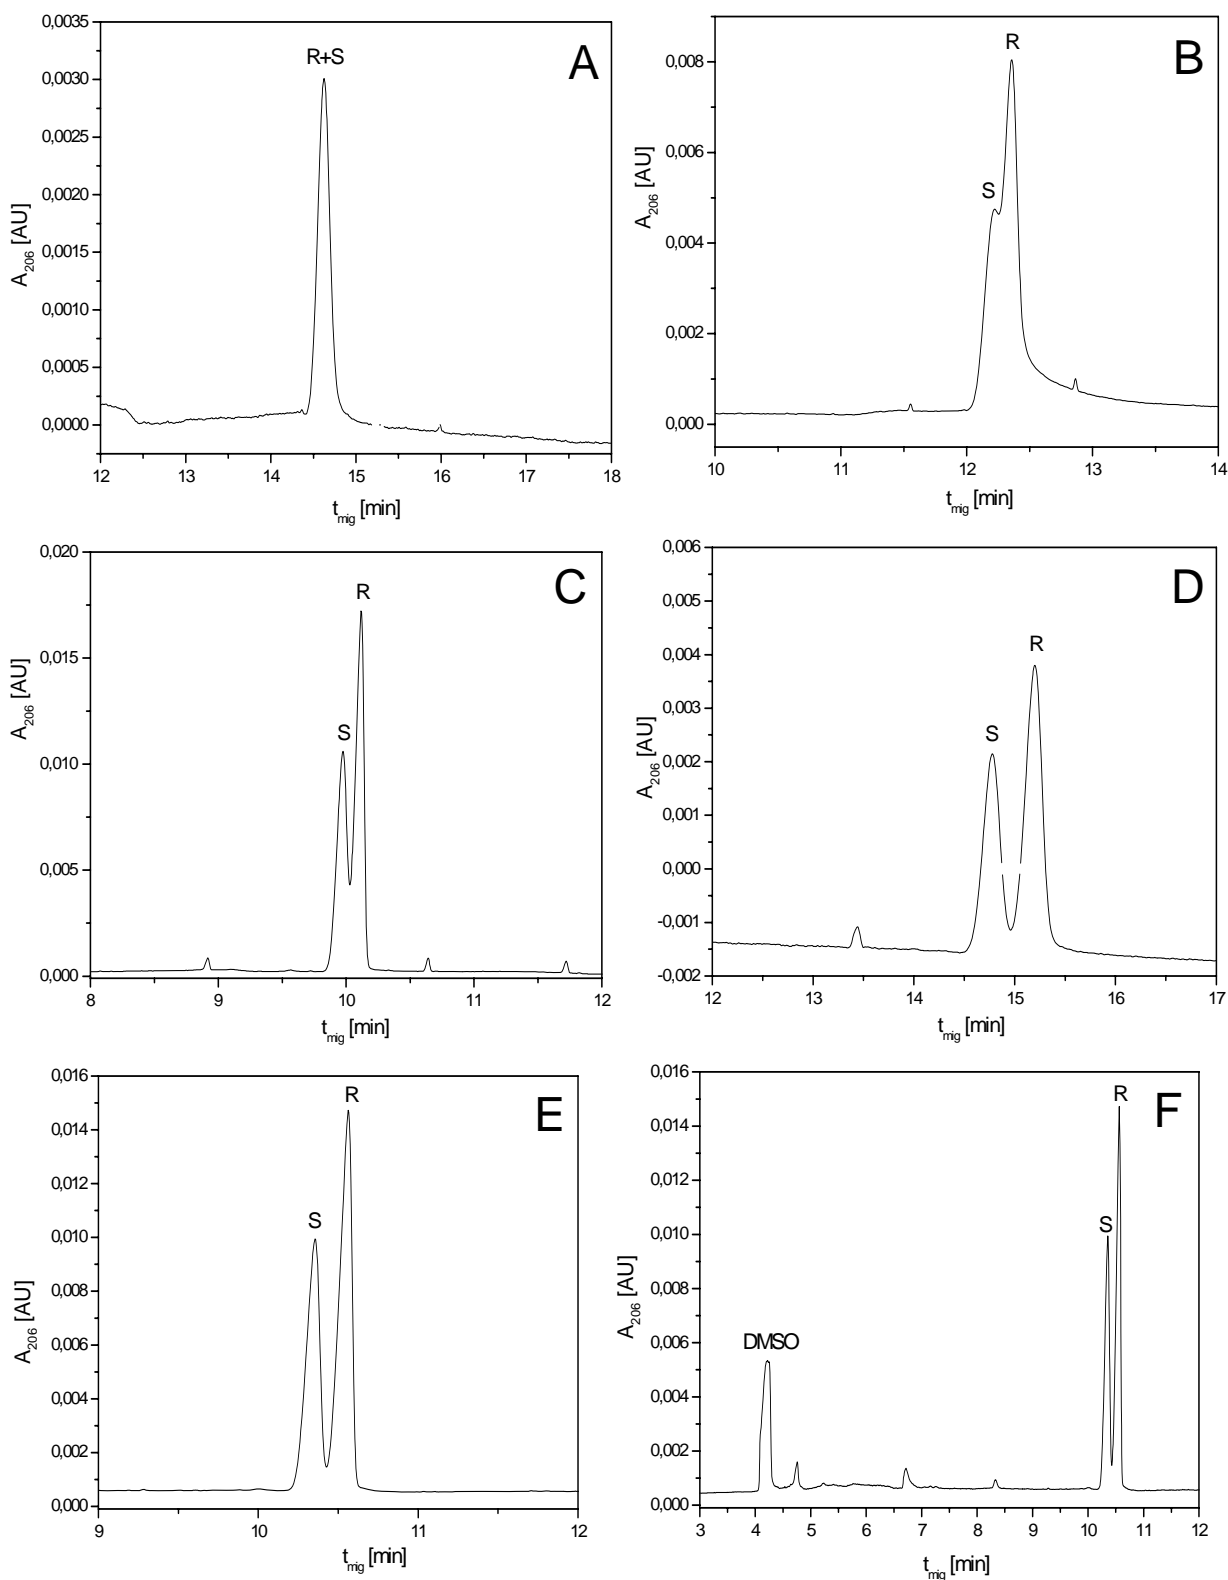 A
R+S
0,0035
0,0030
0,0025
0,0020
0,0015
0,0010
0,0005
0,0000
A206 [AU]
12 13 14 15 16 17 18
tmig [min]
B
R
S
0,008
0,006
0,004
0,002
0,000
A206 [AU]
10 11 12 13 14
tmig [min]
C
R
S
0,020
0,015
0,010
0,005
0,000
A206 [AU]
8 9 10 11 12
tmig [min]
D
R
S
0,006
0,005
0,004
0,003
0,002
0,001
0,000
-0,001
-0,002
A206 [AU]
12 13 14 15 16 17
tmig [min]
E
R
S
0,016
0,014
0,012
0,010
0,008
0,006
0,004
0,002
0,000
A206 [AU]
9 10 11 12
tmig [min]
F
R
S
DMSO
0,016
0,014
0,012
0,010
0,008
0,006
0,004
0,002
0,000
A206 [AU]
3 4 5 6 7 8 9 10 11 12
tmig [min]